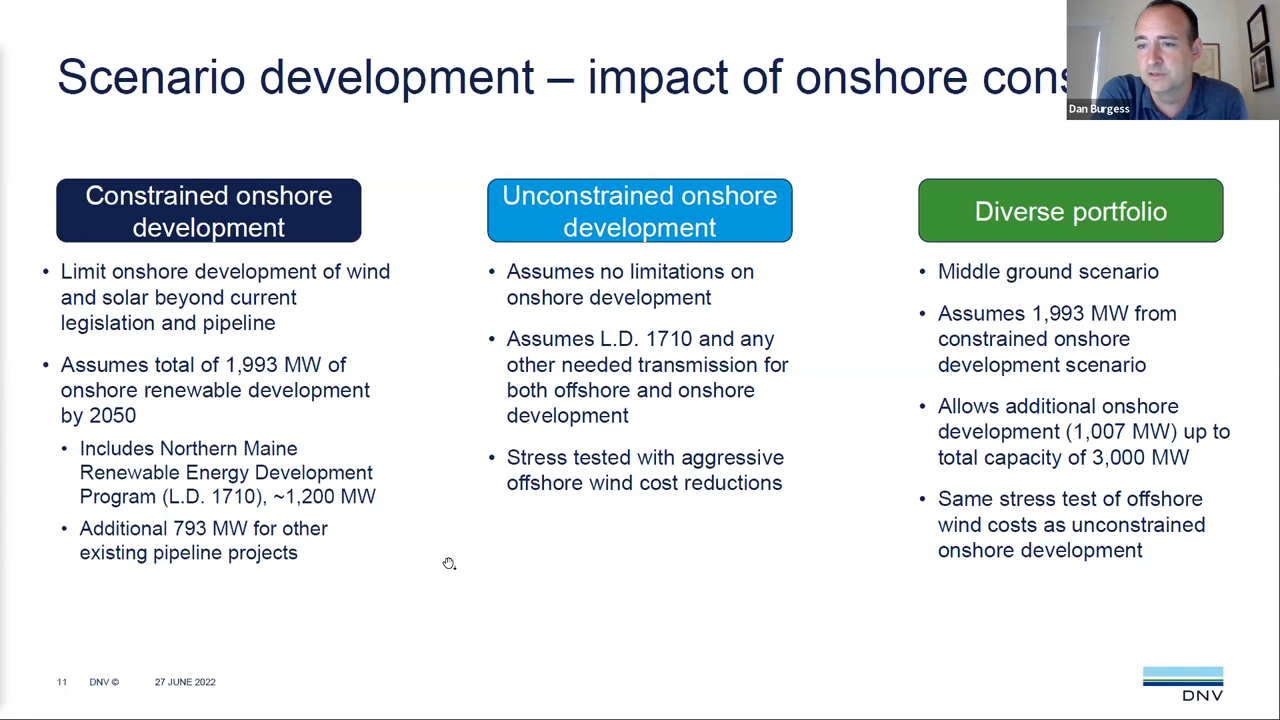 Scenario development – impact of onshore
Dan Burgess
Constrained onshore
development
• Limit onshore development of wind
and solar beyond current
legislation and pipeline
• Assumes total of 1,993 MW of
onshore renewable development
by 2050
• Includes Northern Maine
Renewable Energy Development
Program (L.D. 1710), ~1,200 MW
• Additional 793 MW for other
existing pipeline projects
Unconstrained onshore
development
• Assumes no limitations on
onshore development
• Assumes L.D. 1710 and any
other needed transmission for
both offshore and onshore
development
• Stress tested with aggressive
offshore wind cost reductions
Diverse portfolio
• Middle ground scenario
• Assumes 1,993 MW from
constrained onshore
development scenario
• Allows additional onshore
development (1,007 MW) up to
total capacity of 3,000 MW
• Same stress test of offshore
wind costs as unconstrained
onshore development
11 DNV © 27 JUNE 2022
DNV